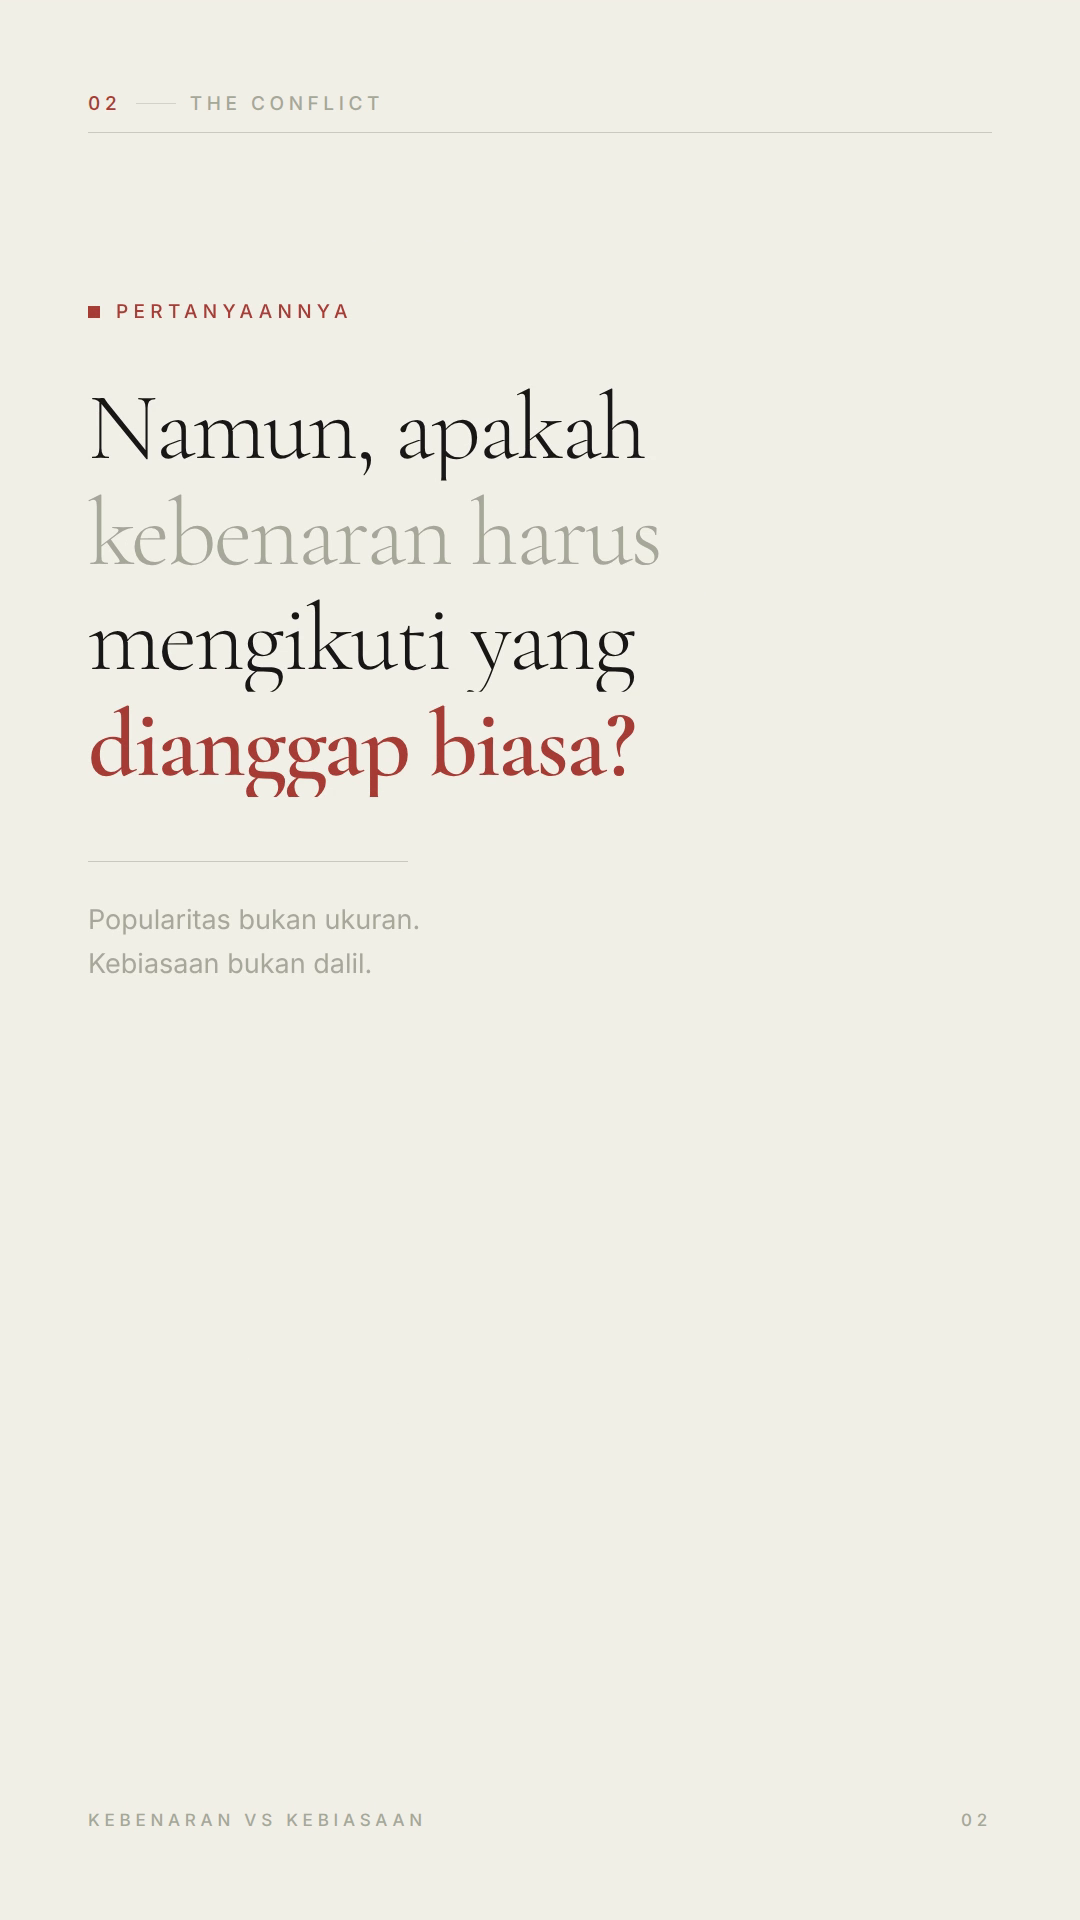 02 — THE CONFLICT
PERTANYAANNYA
Namun, apakah
kebenaran harus
mengikuti yang
dianggap biasa?
Popularitas bukan ukuran.
Kebiasaan bukan dalil.
KEBENARAN VS KEBIASAAN
02